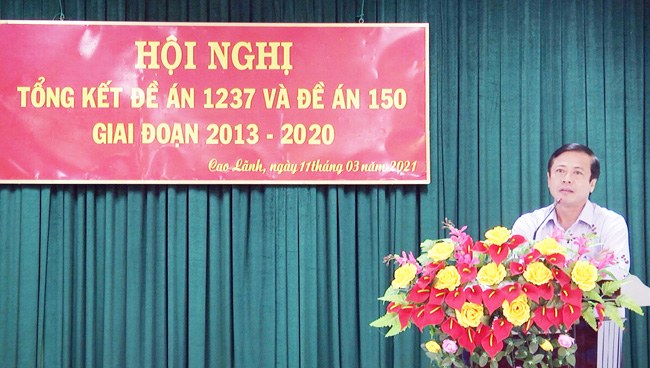 HỘI NGHỊ
TỔNG KẾT ĐỀ ÁN 1237 VÀ ĐỀ ÁN 150
GIAI ĐOẠN 2013 - 2020
Cao Lãnh, ngày 11 tháng 03 năm 2021